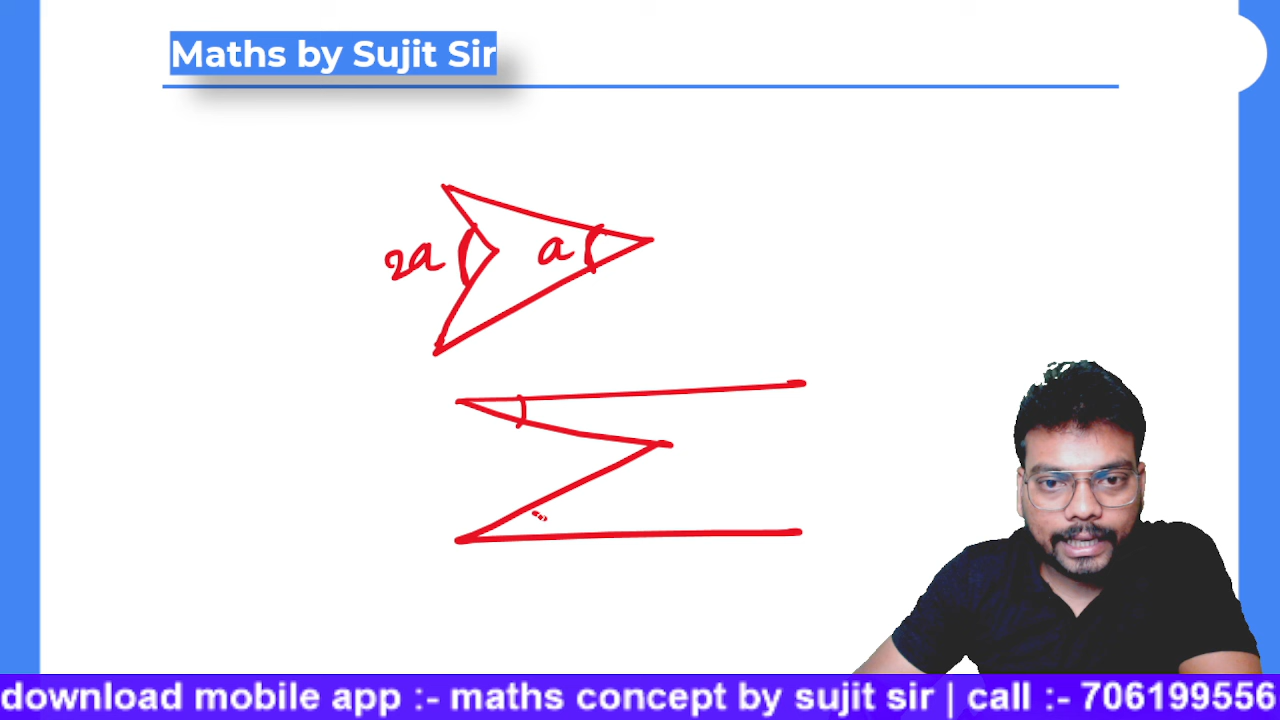 Maths by Sujit Sir
2a a
download mobile app :- maths concept by sujit sir | call :- 706199556